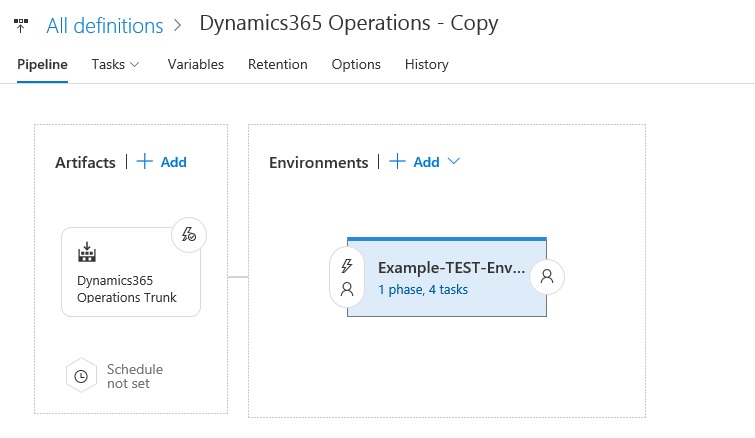 All definitions > Dynamics365 Operations - Copy
Pipeline Tasks Variables Retention Options History
Artifacts | + Add
Environments | + Add
Dynamics365
Operations Trunk
Example-TEST-Env...
1 phase, 4 tasks
Schedule
not set